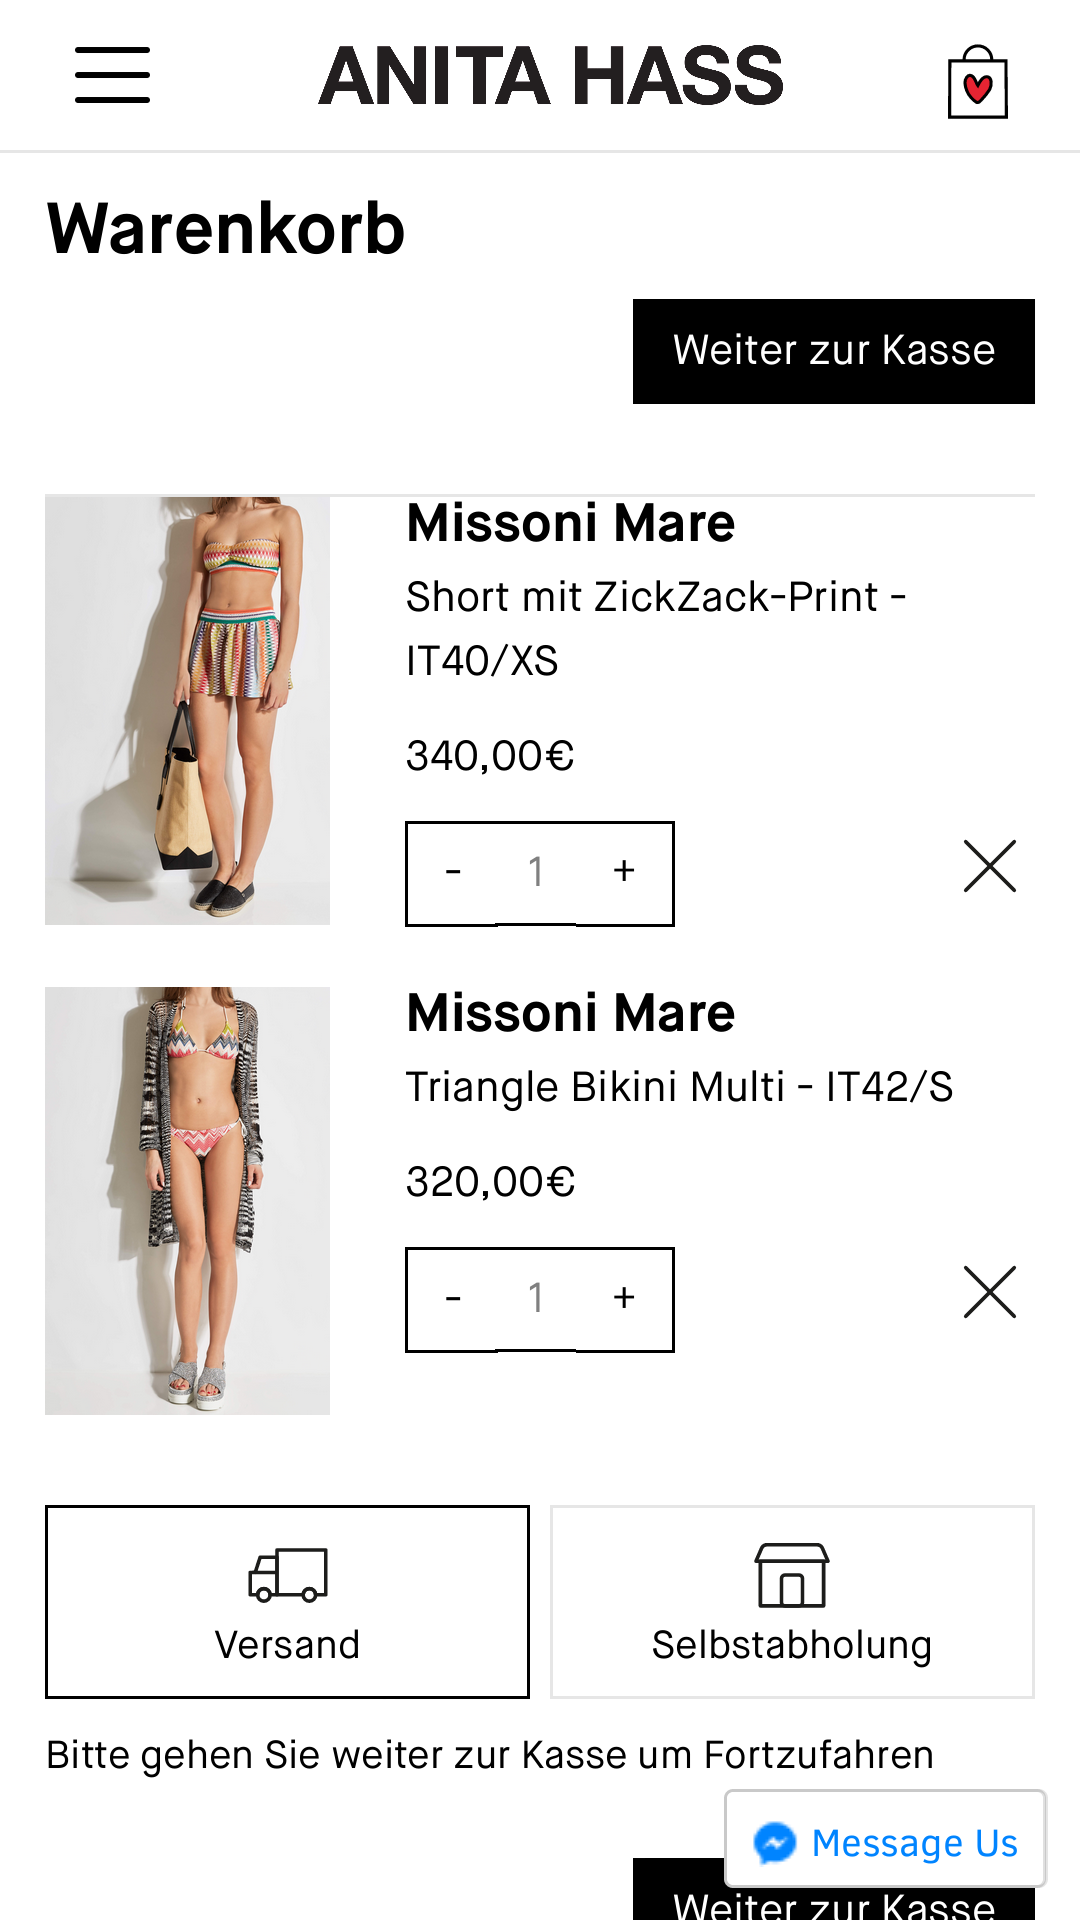 ANITA HASS
Warenkorb
Weiter zur Kasse
Missoni Mare
Short mit ZickZack-Print -
IT40/XS
340,00€
- 1 +
Missoni Mare
Triangle Bikini Multi - IT42/S
320,00€
- 1 +
Versand
Selbstabholung
Bitte gehen Sie weiter zur Kasse um Fortzufahren
Message Us
Weiter zur Kasse